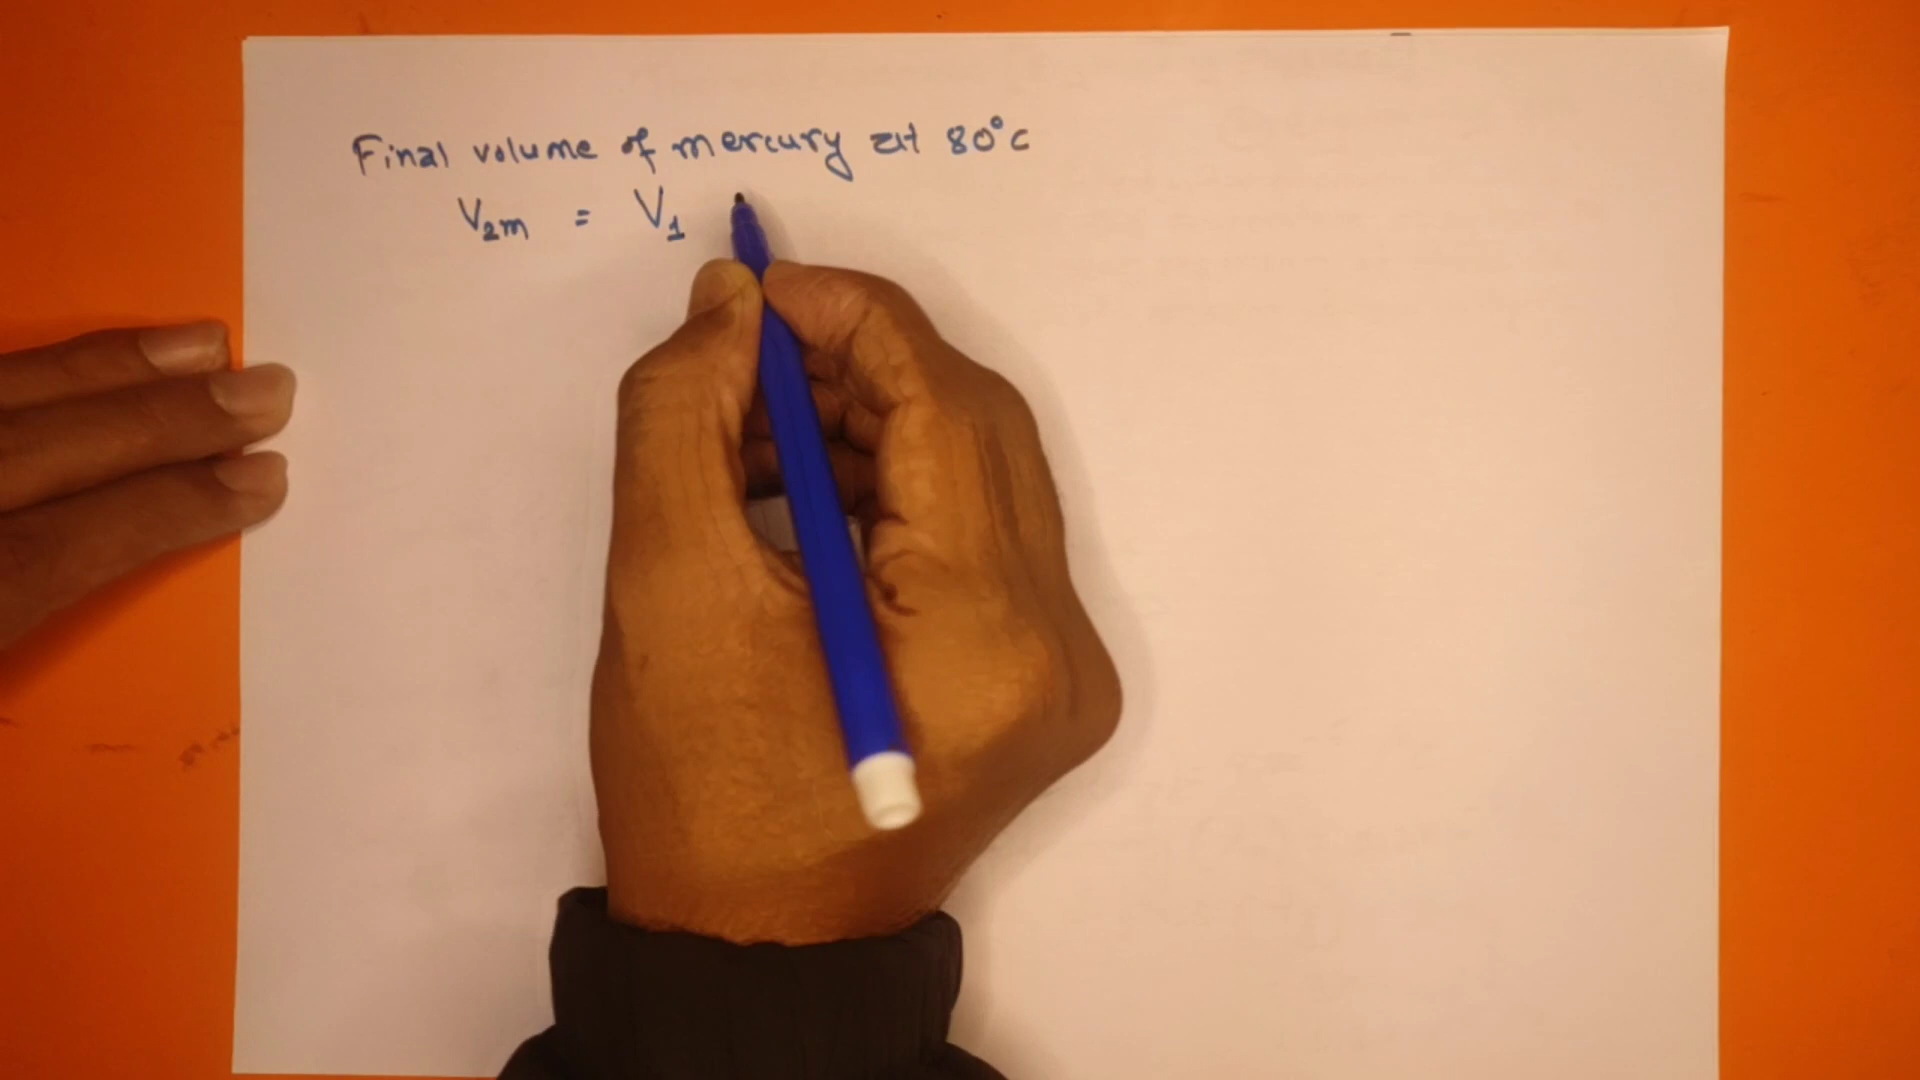 Final volume of mercury at 80°c
V₂m = V₁